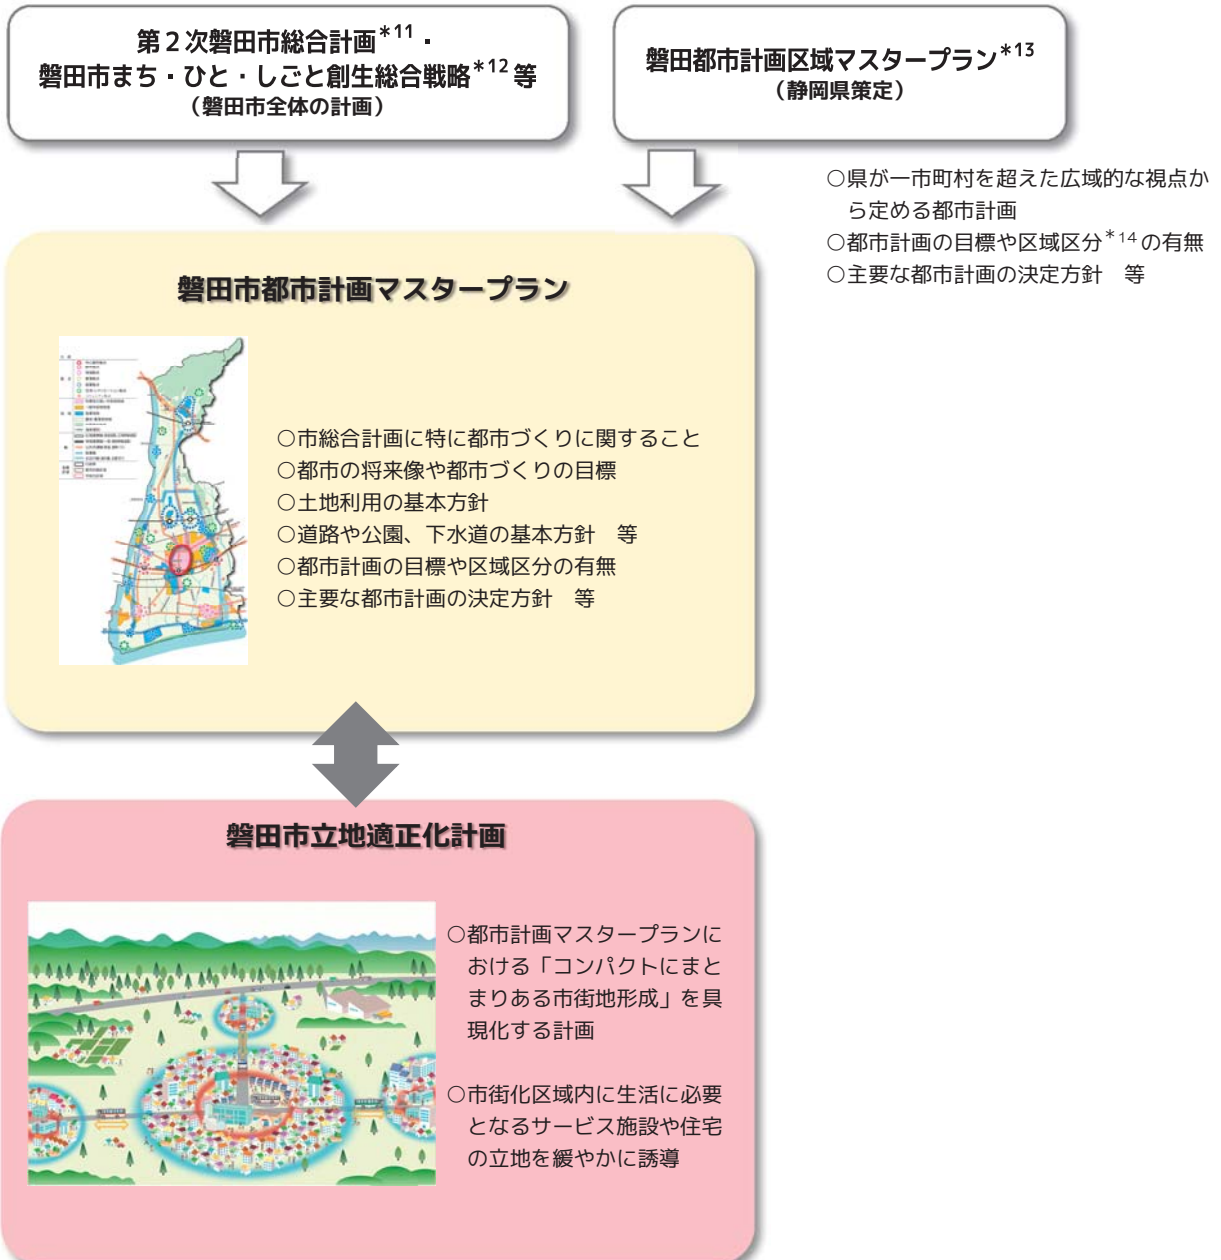 第２次磐田市総合計画*11・
磐田市まち・ひと・しごと創生総合戦略*12等
（磐田市全体の計画）
磐田都市計画区域マスタープラン*13
（静岡県策定）
○県が一市町村を超えた広域的な視点か
ら定める都市計画
○都市計画の目標や区域区分*14の有無
○主要な都市計画の決定方針　等
磐田市都市計画マスタープラン
○市総合計画に特に都市づくりに関すること
○都市の将来像や都市づくりの目標
○土地利用の基本方針
○道路や公園、下水道の基本方針　等
○都市計画の目標や区域区分の有無
○主要な都市計画の決定方針　等
磐田市立地適正化計画
○都市計画マスタープランに
おける「コンパクトにまと
まりある市街地形成」を具
現化する計画
○市街化区域内に生活に必要
となるサービス施設や住宅
の立地を緩やかに誘導